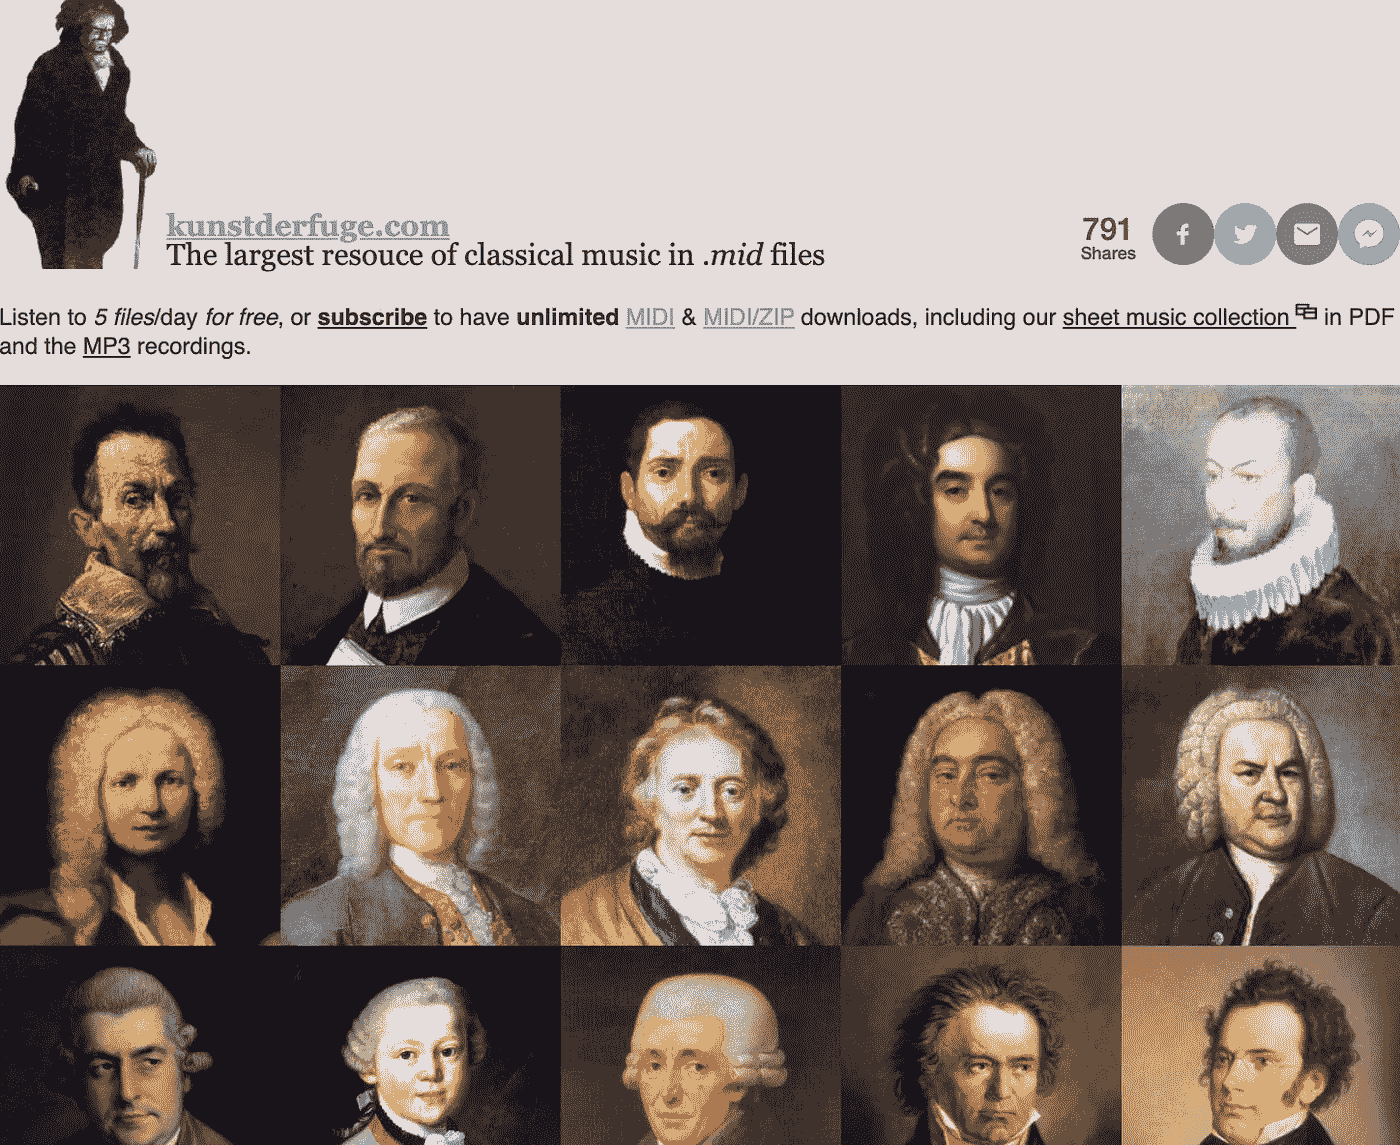 kunstderfuge.com
The largest resouce of classical music in .mid files
791
Shares
Listen to 5 files/day for free, or subscribe to have unlimited MIDI & MIDI/ZIP downloads, including our sheet music collection in PDF
and the MP3 recordings.